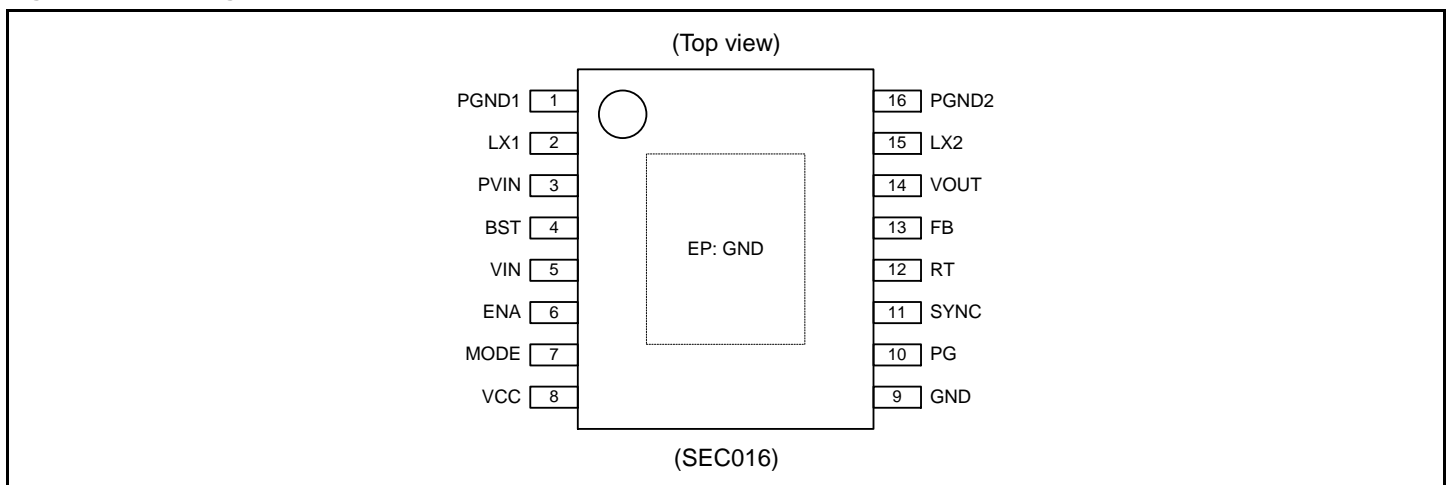 (Top view)
PGND1 1
LX1 2
PVIN 3
BST 4
VIN 5
ENA 6
MODE 7
VCC 8
EP: GND
16 PGND2
15 LX2
14 VOUT
13 FB
12 RT
11 SYNC
10 PG
9 GND
(SEC016)